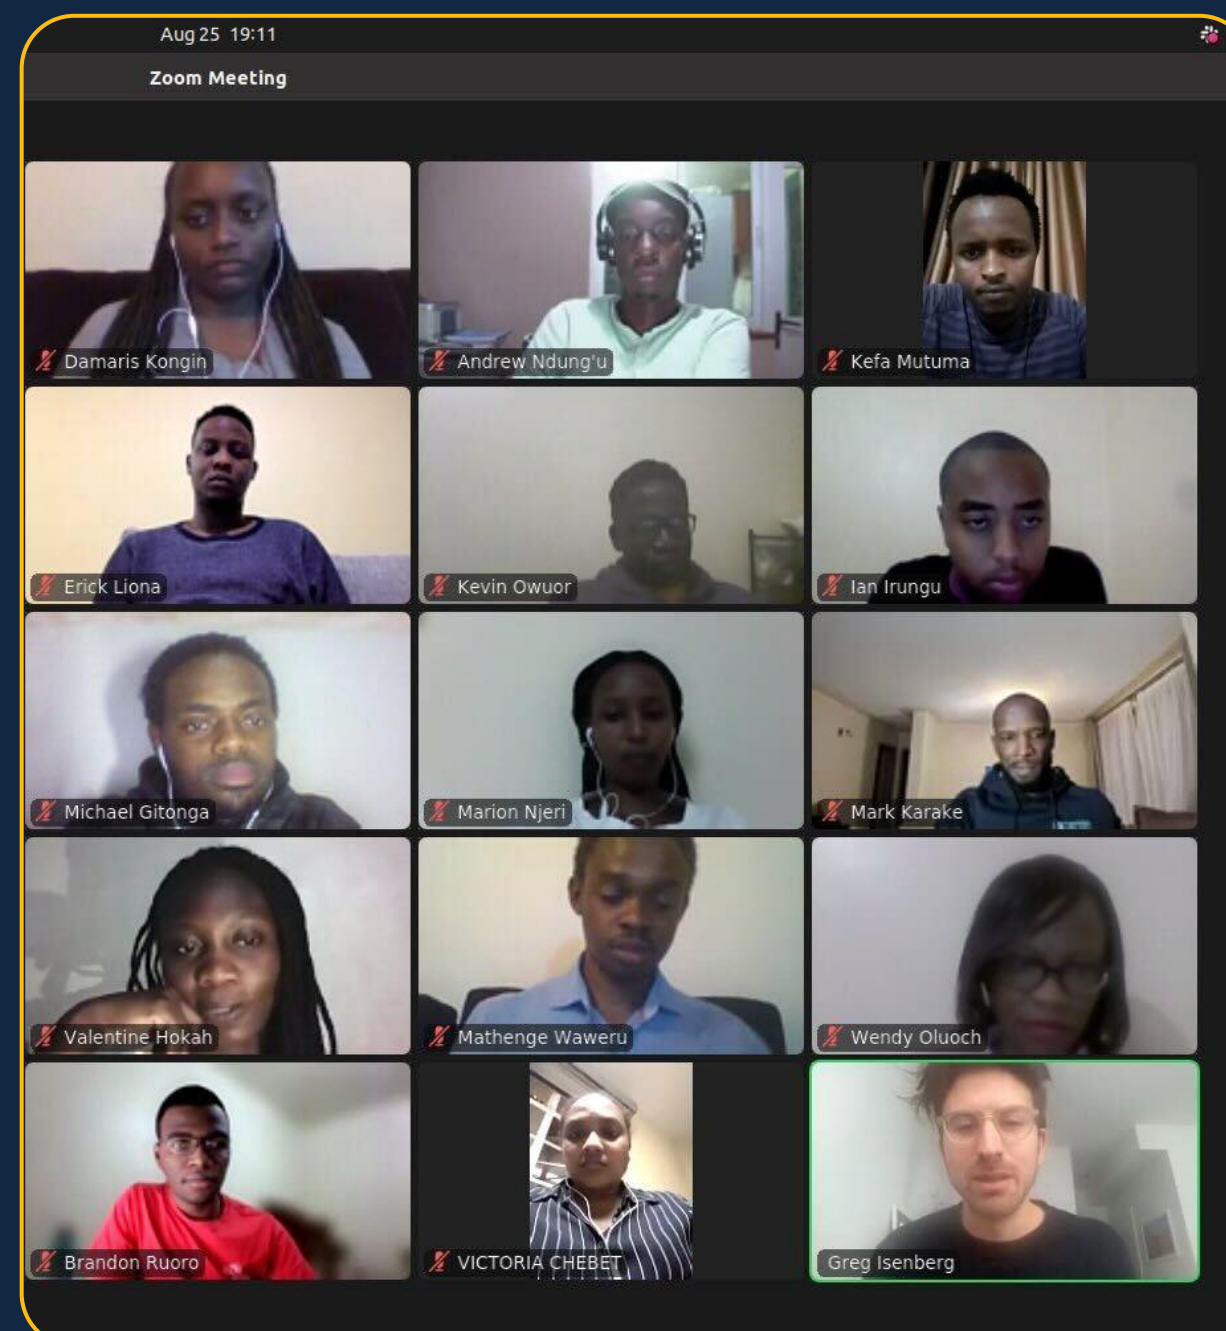 Aug 25 19:11
Zoom Meeting
Damaris Kongin
Andrew Ndung'u
Kefa Mutuma
Erick Liona
Kevin Owuor
Ian Irungu
Michael Gitonga
Marion Njeri
Mark Karake
Valentine Hokah
Mathenge Waweru
Wendy Oluoch
Brandon Ruoro
VICTORIA CHEBET
Greg Isenberg